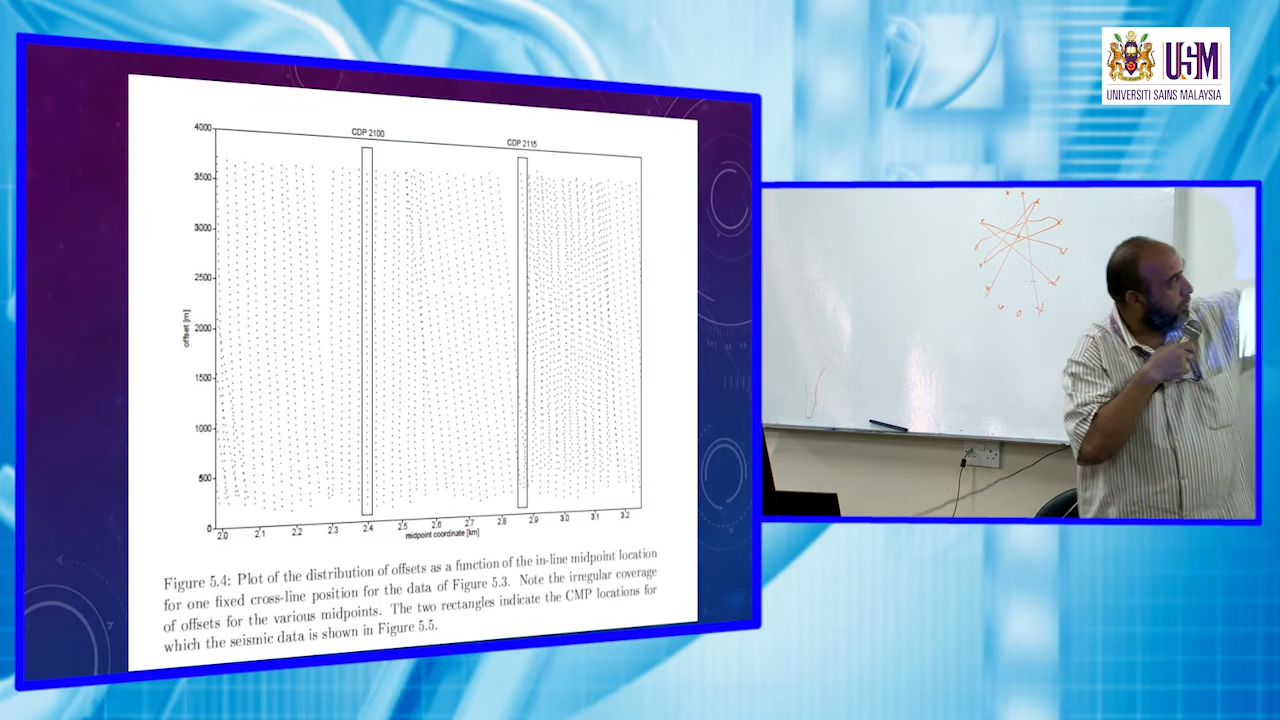 USM
UNIVERSITI SAINS MALAYSIA
CDP 2100
CDP 2115
4000
3500
3000
2500
2000
1500
1000
500
0
offset [m]
2.0 2.1 2.2 2.3 2.4 2.5 2.6 2.7 2.8 2.9 3.0 3.1 3.2
midpoint coordinate [km]
Figure 5.4: Plot of the distribution of offsets as a function of the in-line midpoint location
for one fixed cross-line position for the data of Figure 5.3. Note the irregular coverage
of offsets for the various midpoints. The two rectangles indicate the CMP locations for
which the seismic data is shown in Figure 5.5.